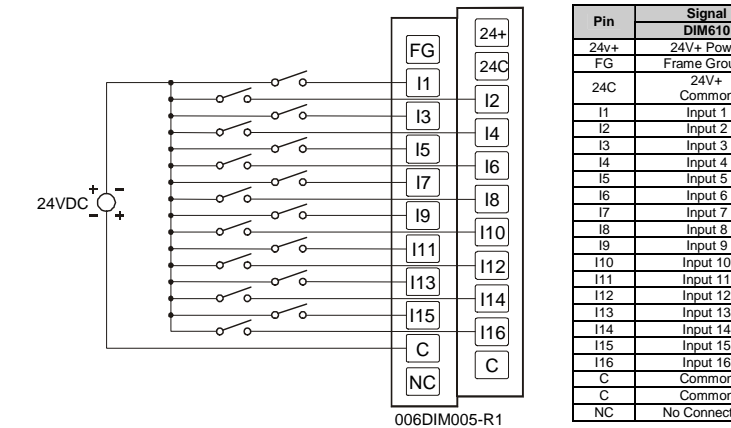 FG
24+
24C
I1
I2
I3
I4
I5
I6
I7
I8
I9
I10
I11
I12
I13
I14
I15
I16
C
C
NC
+ -
24VDC
- +
006DIM005-R1
Pin Signal
DIM610
24v+ 24V+ Pow
FG Frame Grou
24C 24V+
Common
I1 Input 1
I2 Input 2
I3 Input 3
I4 Input 4
I5 Input 5
I6 Input 6
I7 Input 7
I8 Input 8
I9 Input 9
I10 Input 10
I11 Input 11
I12 Input 12
I13 Input 13
I14 Input 14
I15 Input 15
I16 Input 16
C Common
C Common
NC No Connect